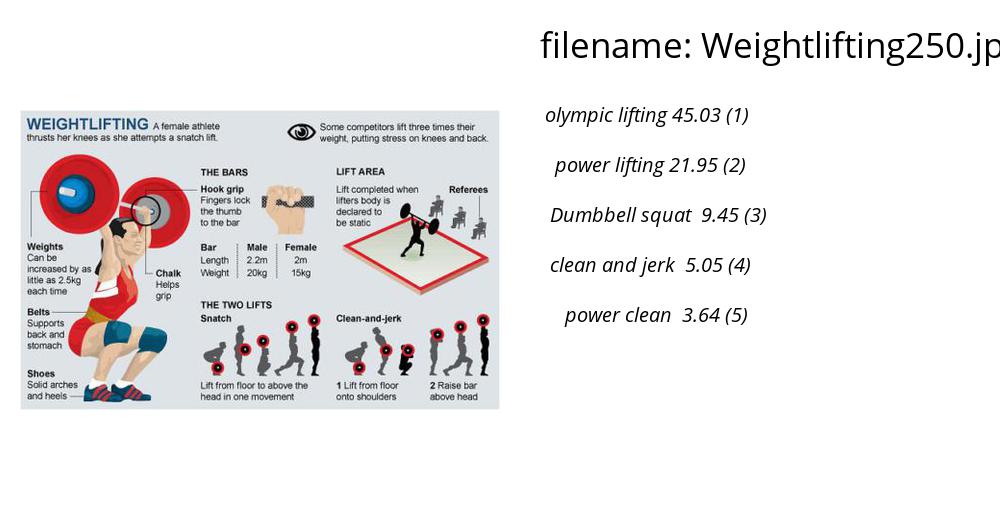 filename: Weightlifting250.jp
WEIGHTLIFTING A female athlete
thrusts her knees as she attempts a snatch lift.
Some competitors lift three times their
weight, putting stress on knees and back.
THE BARS
Hook grip
Fingers lock
the thumb
to the bar
Bar Male Female
Length 2.2m 2m
Weight 20kg 15kg
LIFT AREA
Lift completed when
lifters body is
declared to
be static
Referees
Weights
Can be
increased by as
little as 2.5kg
each time
Chalk
Helps
grip
Belts
Supports
back and
stomach
Shoes
Solid arches
and heels
THE TWO LIFTS
Snatch
Lift from floor to above the
head in one movement
Clean-and-jerk
1 Lift from floor
onto shoulders
2 Raise bar
above head
olympic lifting 45.03 (1)
power lifting 21.95 (2)
Dumbbell squat 9.45 (3)
clean and jerk 5.05 (4)
power clean 3.64 (5)